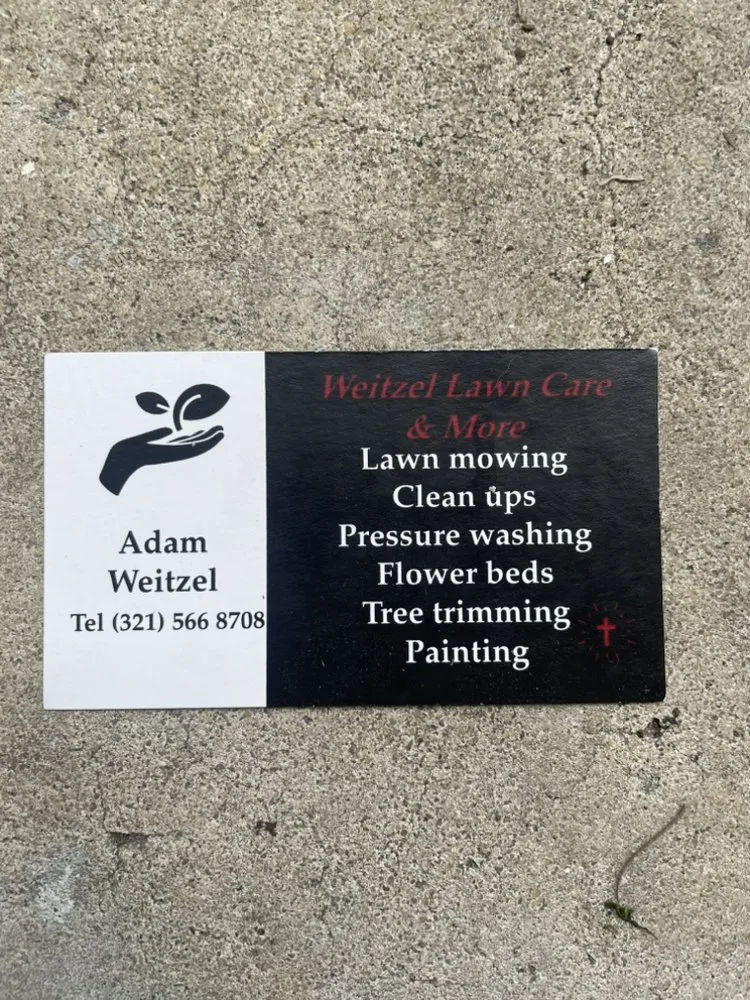 Adam
Weitzel
Tel (321) 566 8708
Weitzel Lawn Care
& More
Lawn mowing
Clean ups
Pressure washing
Flower beds
Tree trimming
Painting